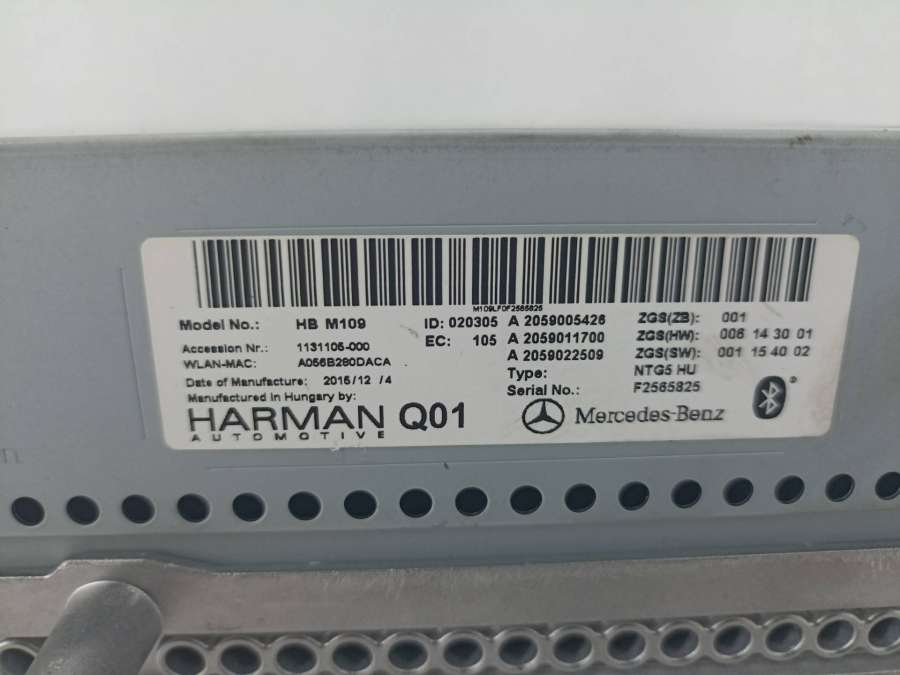 M109LF0F2565825
Model No.: HB M109 ID: 020305 A 2059005426 ZGS(ZB): 001
Accession Nr.: 1131105-000 EC: 105 A 2059011700 ZGS(HW): 006 14 30 01
WLAN-MAC: A056B280DACA A 2059022509 ZGS(SW): 001 15 40 02
Date of Manufacture: 2015/12 /4 Type: NTG5 HU
Manufactured in Hungary by: Serial No.: F2565825
HARMAN Q01 Mercedes-Benz
AUTOMOTIVE
n